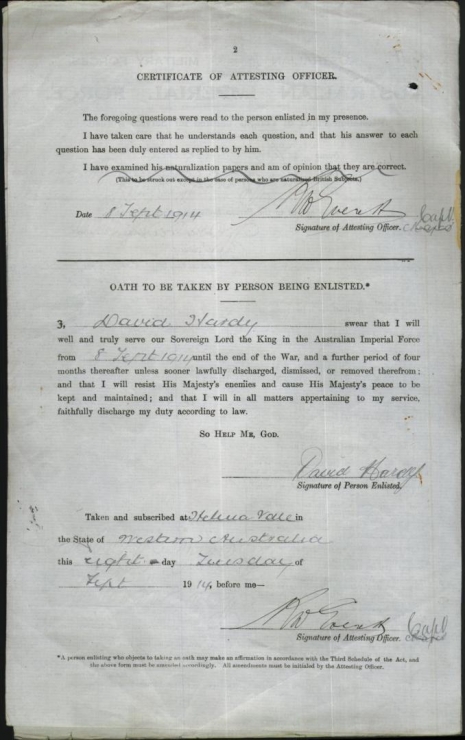 2
CERTIFICATE OF ATTESTING OFFICER.
The foregoing questions were read to the person enlisted in my presence.
I have taken care that he understands each question, and that his answer to each
question has been duly entered as replied to by him.
I have examined his naturalization papers and am of opinion that they are correct.
(This to be struck out except in the case of persons who are naturalized British Subjects.)
Date 8 Sept 1914
Signature of Attesting Officer. Capt
OATH TO BE TAKEN BY PERSON BEING ENLISTED.*
3, David Hardy swear that I will
well and truly serve our Sovereign Lord the King in the Australian Imperial Force
from 8 Sept 1914 until the end of the War, and a further period of four
months thereafter unless sooner lawfully discharged, dismissed, or removed therefrom;
and that I will resist His Majesty's enemies and cause His Majesty's peace to be
kept and maintained; and that I will in all matters appertaining to my service,
faithfully discharge my duty according to law.
SO HELP ME, GOD.
David Hardy
Signature of Person Enlisted.
Taken and subscribed at Helena Vale in
the State of Western Australia
this eight day Tuesday of
Sept 1914, before me—
Signature of Attesting Officer. Capt
*A person enlisting who objects to taking an oath may make an affirmation in accordance with the Third Schedule of the Act, and
the above form must be amended accordingly. All amendments must be initialed by the Attesting Officer.